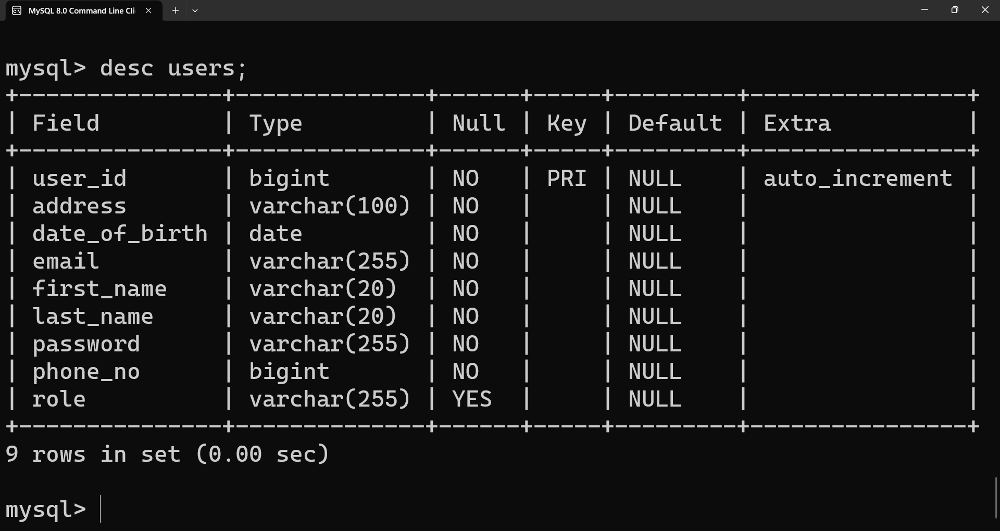 MySQL 8.0 Command Line Cli
mysql> desc users;
+---------------+--------------+------+-----+---------+----------------+
| Field         | Type         | Null | Key | Default | Extra          |
+---------------+--------------+------+-----+---------+----------------+
| user_id       | bigint       | NO   | PRI | NULL    | auto_increment |
| address       | varchar(100) | NO   |     | NULL    |                |
| date_of_birth | date         | NO   |     | NULL    |                |
| email         | varchar(255) | NO   |     | NULL    |                |
| first_name    | varchar(20)  | NO   |     | NULL    |                |
| last_name     | varchar(20)  | NO   |     | NULL    |                |
| password      | varchar(255) | NO   |     | NULL    |                |
| phone_no      | bigint       | NO   |     | NULL    |                |
| role          | varchar(255) | YES  |     | NULL    |                |
+---------------+--------------+------+-----+---------+----------------+
9 rows in set (0.00 sec)
mysql>